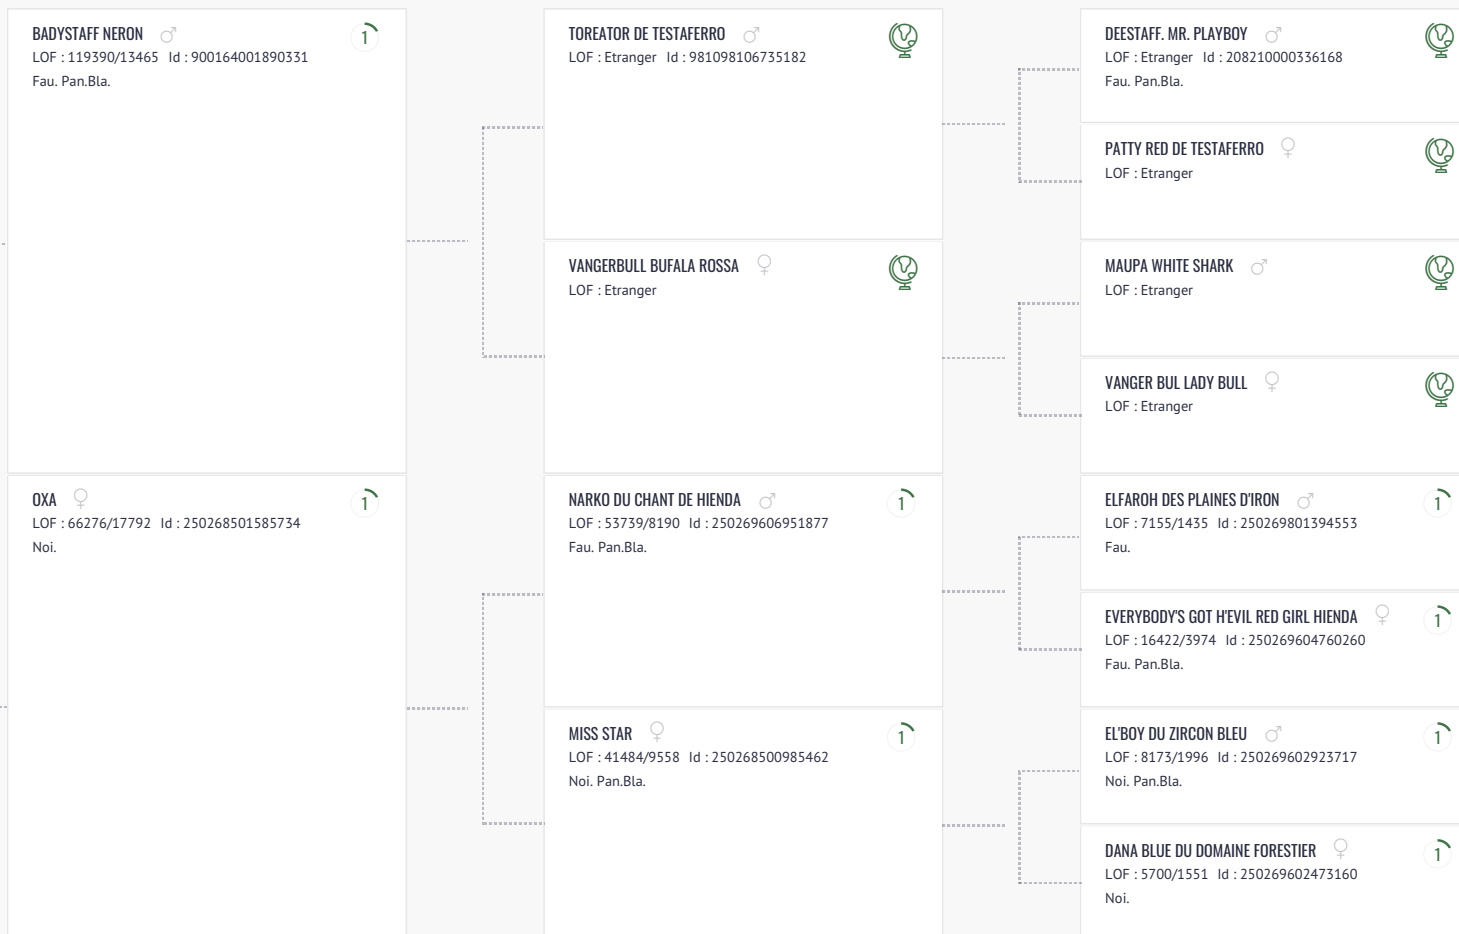 BADYSTAFF NERON
1
LOF : 119390/13465 Id : 900164001890331
Fau. Pan.Bla.
OXA
1
LOF : 66276/17792 Id : 250268501585734
Noi.
TOREATOR DE TESTAFERRO
LOF : Etranger Id : 981098106735182
VANGERBULL BUFALA ROSSA
LOF : Etranger
NARKO DU CHANT DE HIENDA
1
LOF : 53739/8190 Id : 250269606951877
Fau. Pan.Bla.
MISS STAR
1
LOF : 41484/9558 Id : 250268500985462
Noi. Pan.Bla.
DEESTAFF. MR. PLAYBOY
LOF : Etranger Id : 208210000336168
Fau. Pan.Bla.
PATTY RED DE TESTAFERRO
LOF : Etranger
MAUPA WHITE SHARK
LOF : Etranger
VANGER BUL LADY BULL
LOF : Etranger
ELFAROH DES PLAINES D'IRON
1
LOF : 7155/1435 Id : 250269801394553
Fau.
EVERYBODY'S GOT H'EVIL RED GIRL HIENDA
1
LOF : 16422/3974 Id : 250269604760260
Fau. Pan.Bla.
EL'BOY DU ZIRCON BLEU
1
LOF : 8173/1996 Id : 250269602923717
Noi. Pan.Bla.
DANA BLUE DU DOMAINE FORESTIER
1
LOF : 5700/1551 Id : 250269602473160
Noi.